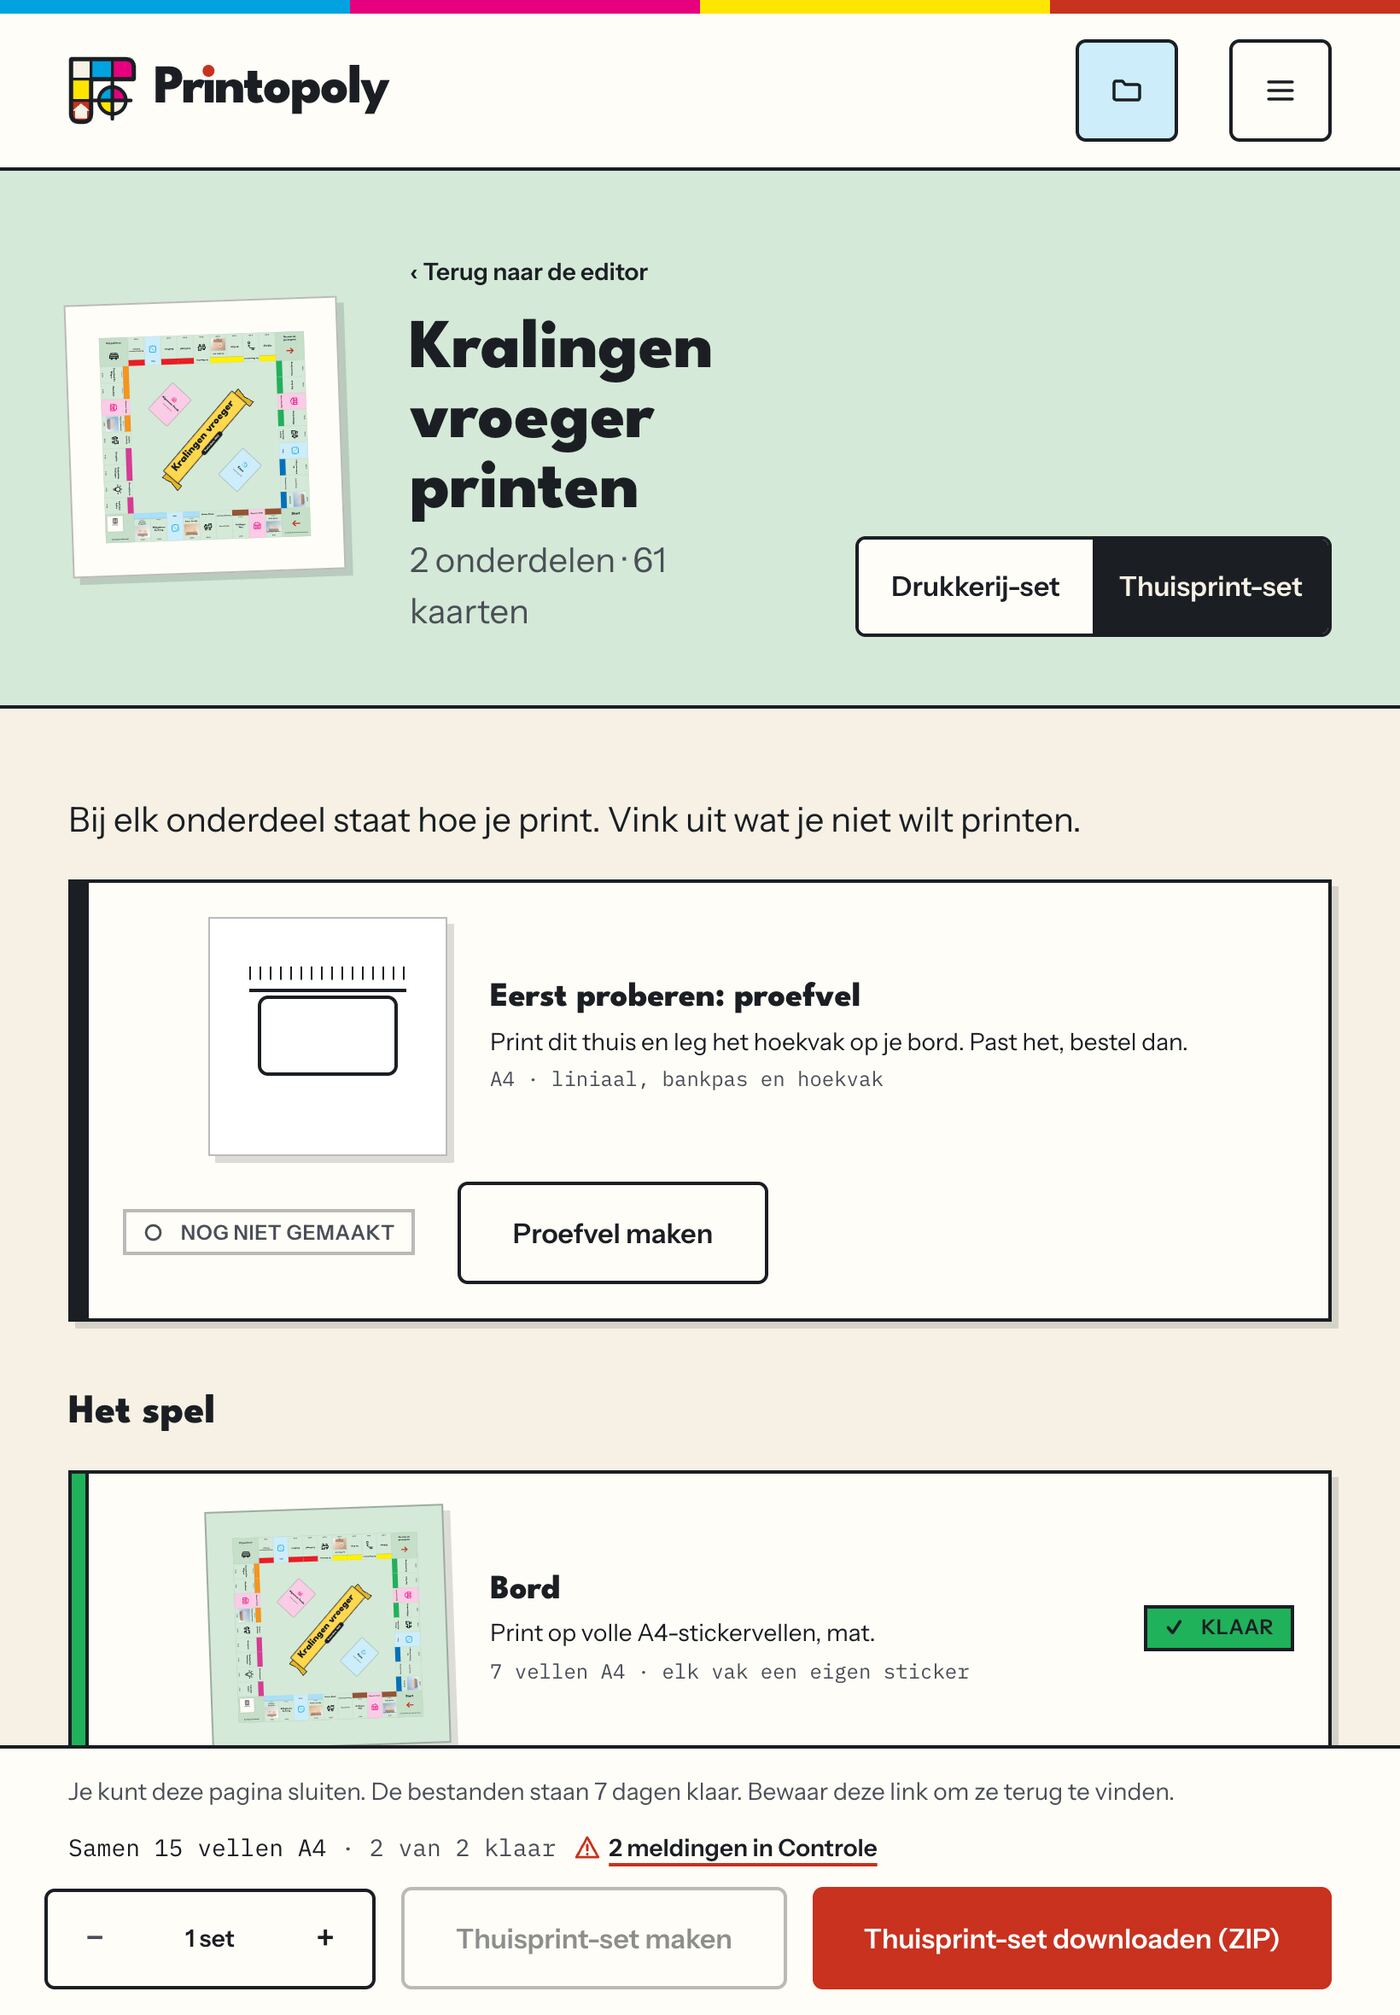 Printopoly
‹ Terug naar de editor
Kralingen
vroeger
printen
2 onderdelen · 61
kaarten
Kralingen vroeger
Drukkerij-set
Thuisprint-set
Bij elk onderdeel staat hoe je print. Vink uit wat je niet wilt printen.
Eerst proberen: proefvel
Print dit thuis en leg het hoekvak op je bord. Past het, bestel dan.
A4 · liniaal, bankpas en hoekvak
NOG NIET GEMAAKT
Proefvel maken
Het spel
Kralingen vroeger
Bord
Print op volle A4-stickervellen, mat.
7 vellen A4 · elk vak een eigen sticker
KLAAR
Je kunt deze pagina sluiten. De bestanden staan 7 dagen klaar. Bewaar deze link om ze terug te vinden.
Samen 15 vellen A4 · 2 van 2 klaar 2 meldingen in Controle
− 1 set +
Thuisprint-set maken
Thuisprint-set downloaden (ZIP)